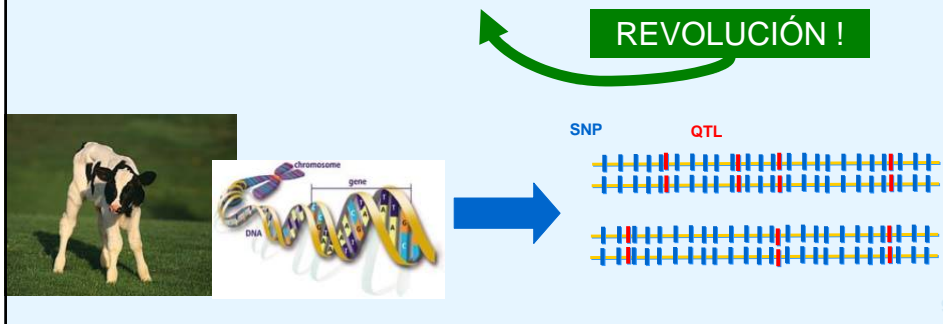 REVOLUCIÓN !
SNP
QTL
chromosome
gene
DNA